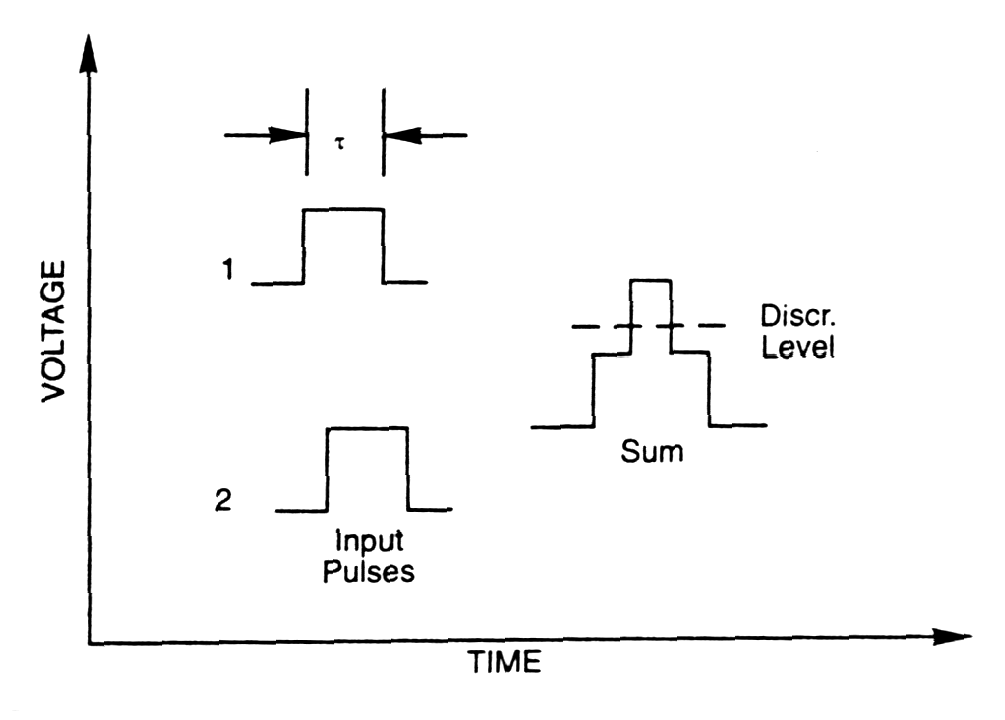 τ
1
VOLTAGE
Discr.
Level
Sum
2
Input
Pulses
TIME